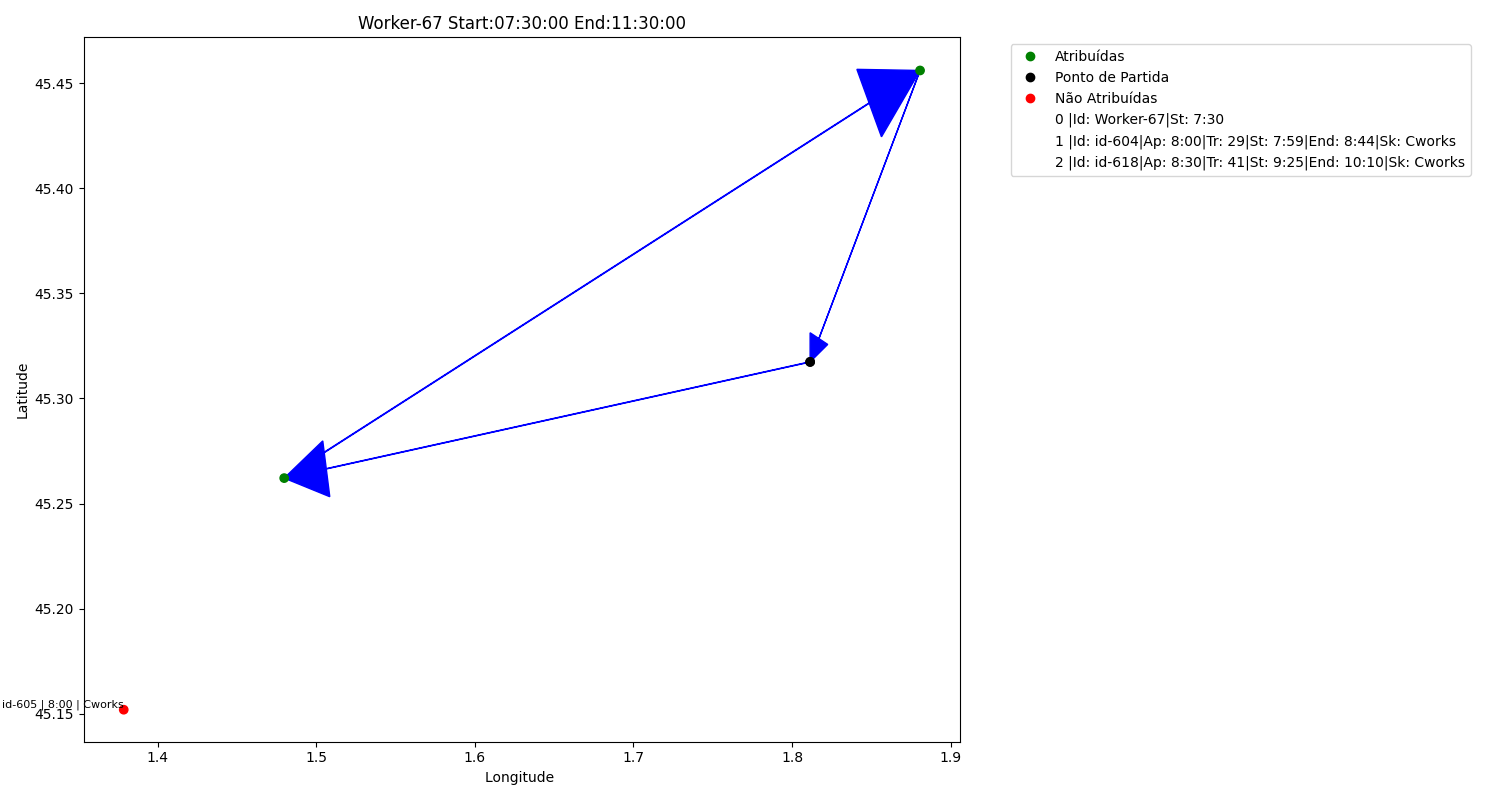 Worker-67 Start:07:30:00 End:11:30:00
Atribuídas
Ponto de Partida
Não Atribuídas
0 |Id: Worker-67|St: 7:30
1 |Id: id-604|Ap: 8:00|Tr: 29|St: 7:59|End: 8:44|Sk: Cworks
2 |Id: id-618|Ap: 8:30|Tr: 41|St: 9:25|End: 10:10|Sk: Cworks
Latitude
45.45
45.40
45.35
45.30
45.25
45.20
45.15
id-605 | 8:00 | Cworks
1.4 1.5 1.6 1.7 1.8 1.9
Longitude